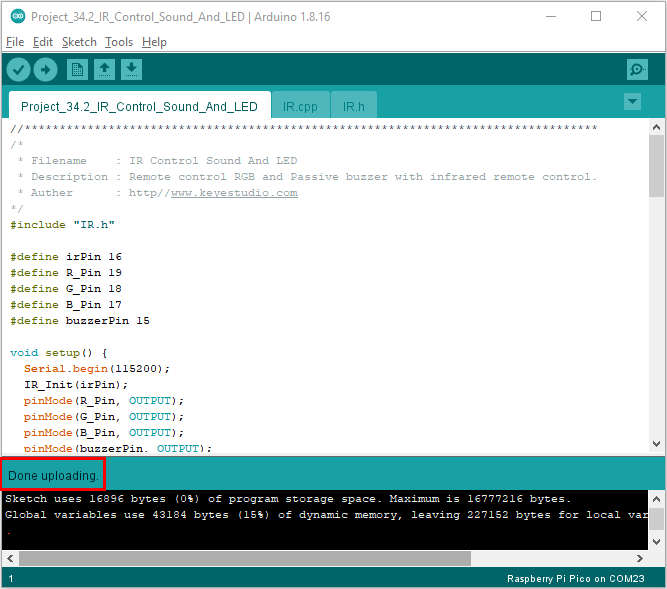 Project_34.2_IR_Control_Sound_And_LED | Arduino 1.8.16
File Edit Sketch Tools Help
Project_34.2_IR_Control_Sound_And_LED IR.cpp IR.h
//**********************************************************************************
/*
 * Filename    : IR Control Sound And LED
 * Description : Remote control RGB and Passive buzzer with infrared remote control.
 * Auther      : http//www.keyestudio.com
*/
#include "IR.h"

#define irPin 16
#define R_Pin 19
#define G_Pin 18
#define B_Pin 17
#define buzzerPin 15

void setup() {
  Serial.begin(115200);
  IR_Init(irPin);
  pinMode(R_Pin, OUTPUT);
  pinMode(G_Pin, OUTPUT);
  pinMode(B_Pin, OUTPUT);
  pinMode(buzzerPin, OUTPUT);
Done uploading.
Sketch uses 16896 bytes (0%) of program storage space. Maximum is 16777216 bytes.
Global variables use 43184 bytes (15%) of dynamic memory, leaving 227152 bytes for local var
.
1 Raspberry Pi Pico on COM23